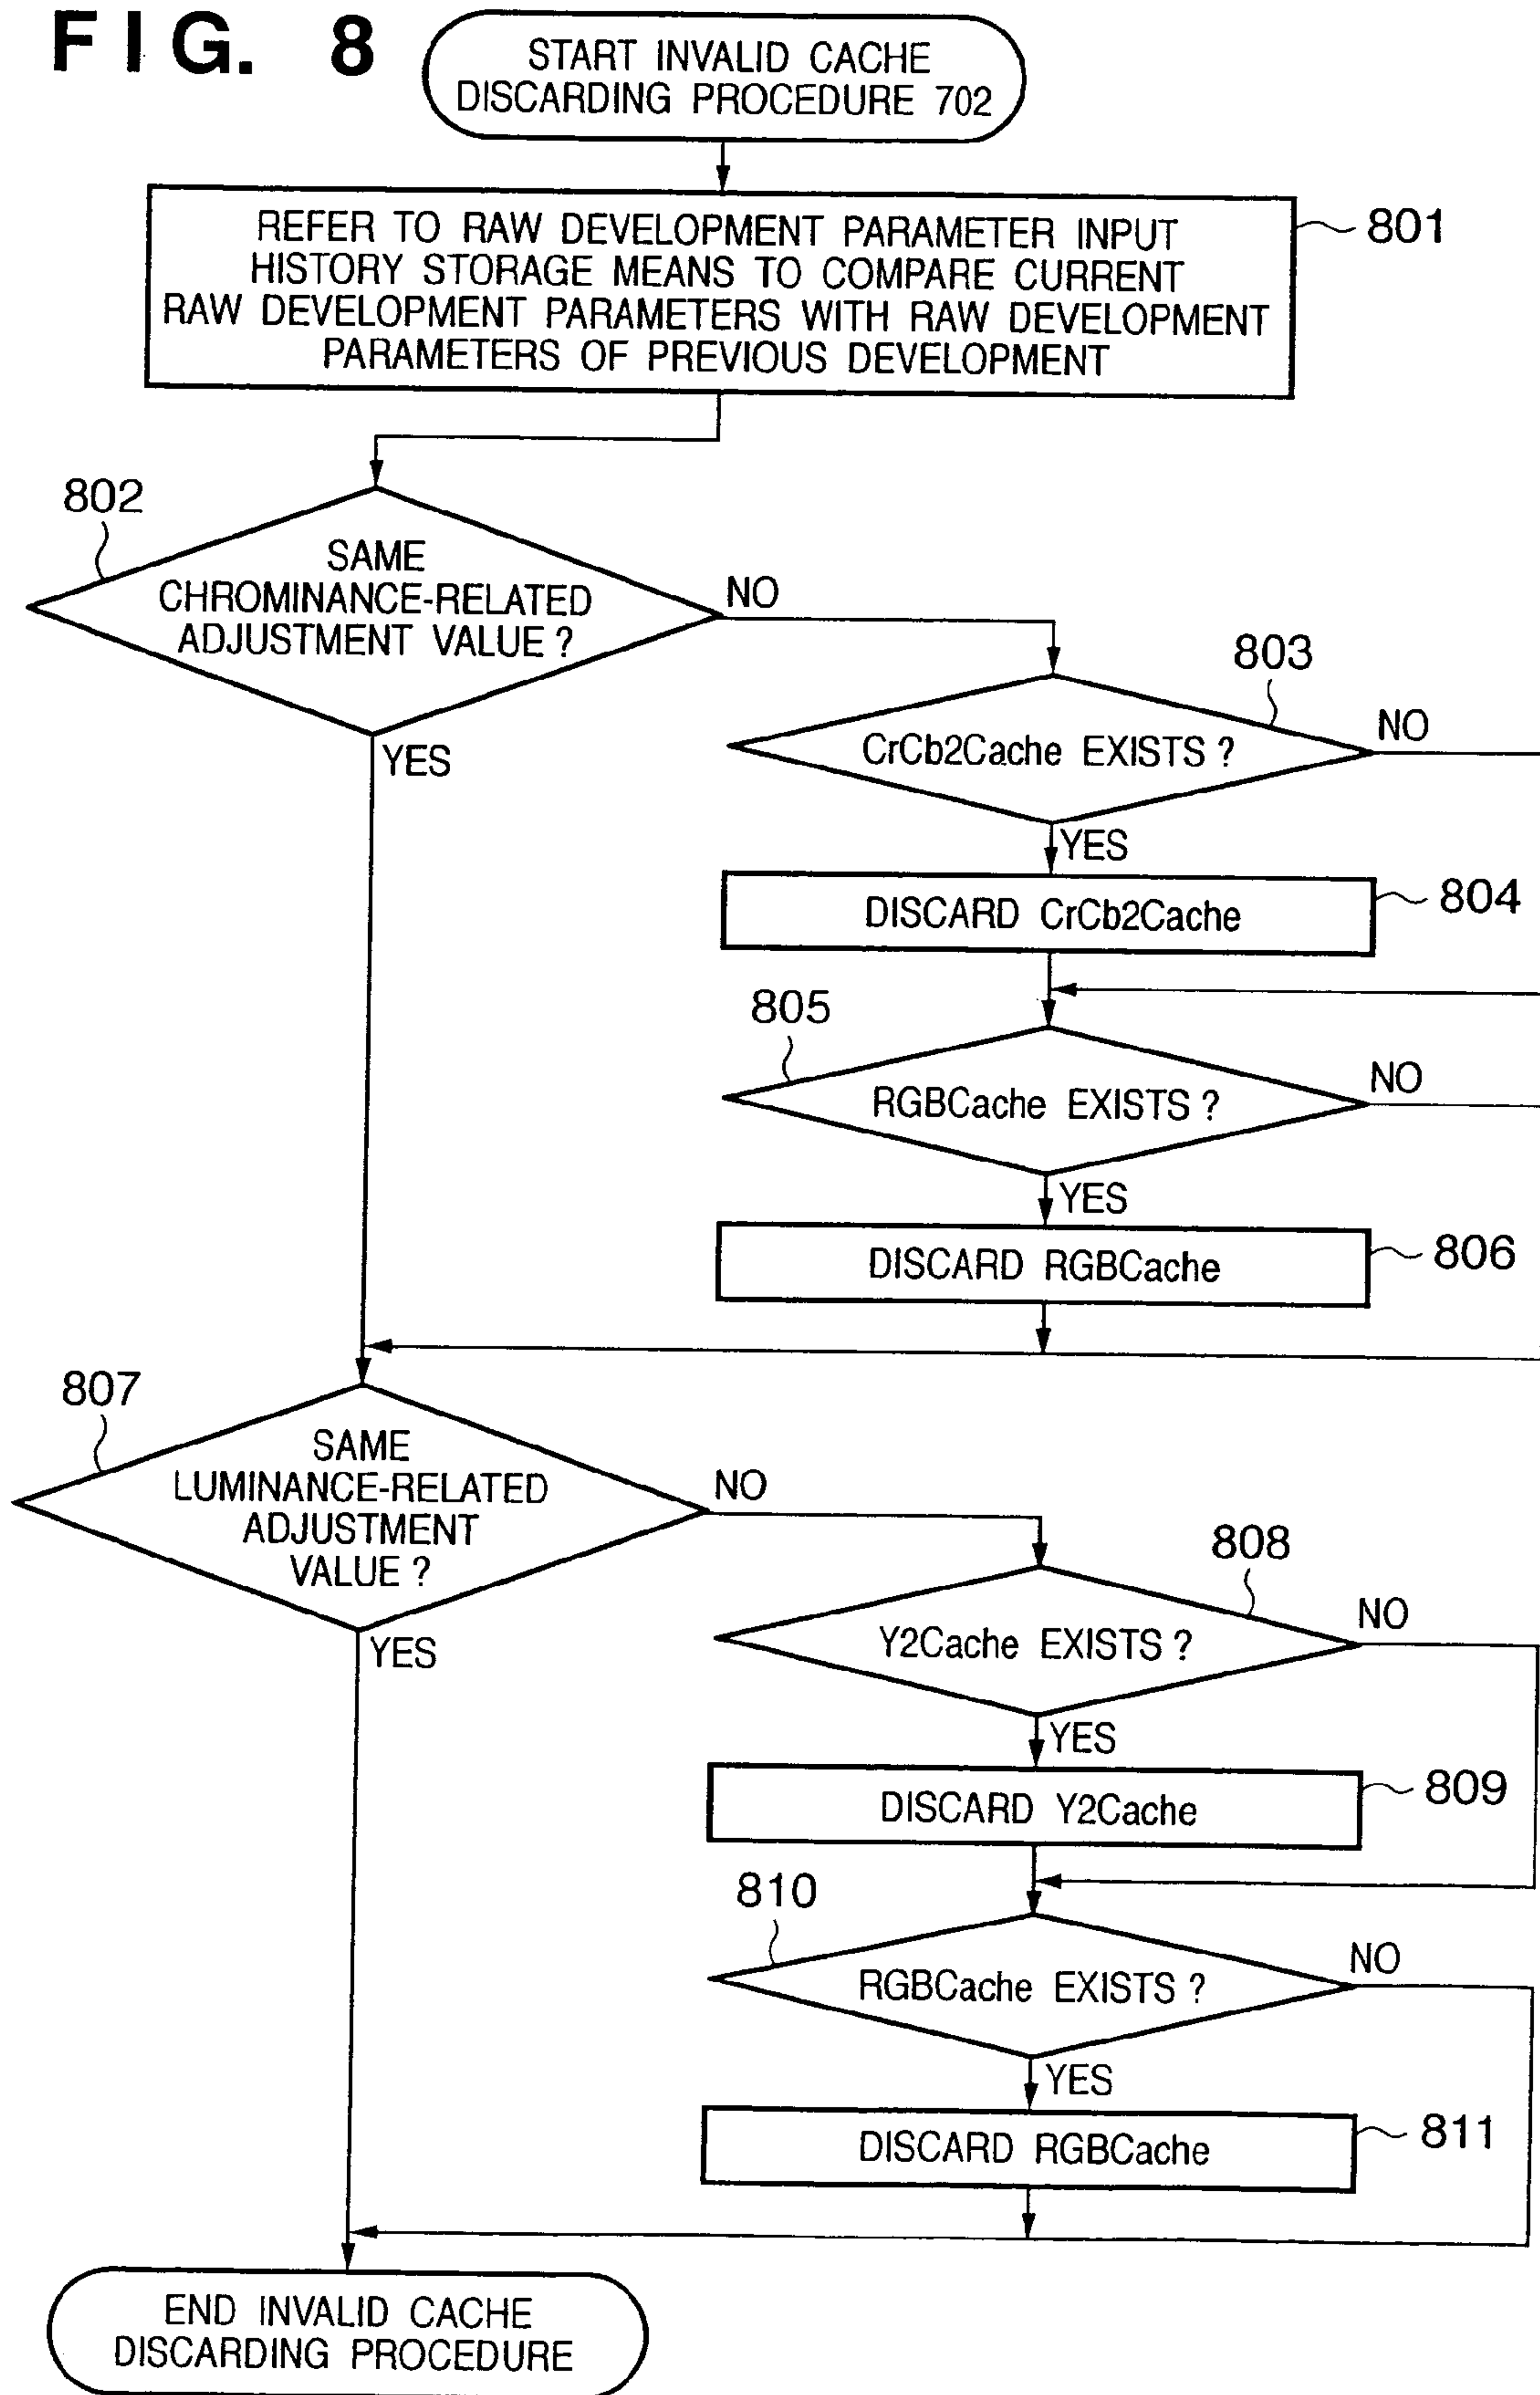 FIG. 8
START INVALID CACHE
DISCARDING PROCEDURE 702
REFER TO RAW DEVELOPMENT PARAMETER INPUT
HISTORY STORAGE MEANS TO COMPARE CURRENT
RAW DEVELOPMENT PARAMETERS WITH RAW DEVELOPMENT
PARAMETERS OF PREVIOUS DEVELOPMENT
801
802
SAME
CHROMINANCE-RELATED
ADJUSTMENT VALUE ?
NO
YES
803
CrCb2Cache EXISTS ?
NO
YES
DISCARD CrCb2Cache
804
805
RGBCache EXISTS ?
NO
YES
DISCARD RGBCache
806
807
SAME
LUMINANCE-RELATED
ADJUSTMENT
VALUE ?
NO
YES
808
Y2Cache EXISTS ?
NO
YES
DISCARD Y2Cache
809
810
RGBCache EXISTS ?
NO
YES
DISCARD RGBCache
811
END INVALID CACHE
DISCARDING PROCEDURE